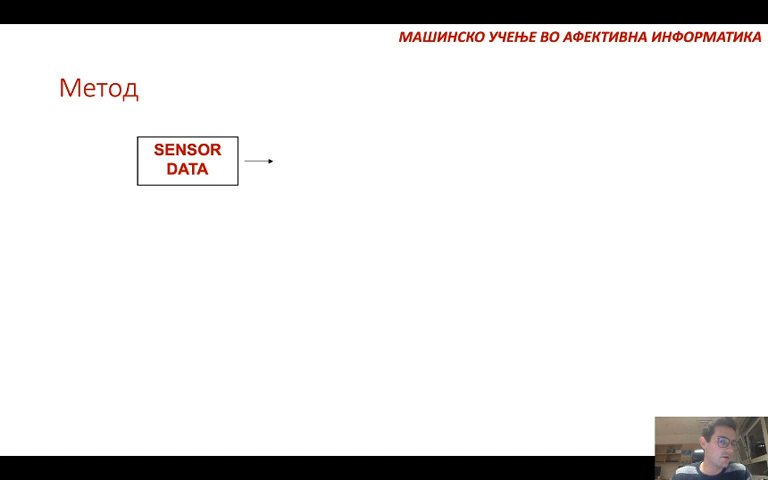 МАШИНСКО УЧЕЊЕ ВО АФЕКТИВНА ИНФОРМАТИКА
Метод
SENSOR
DATA